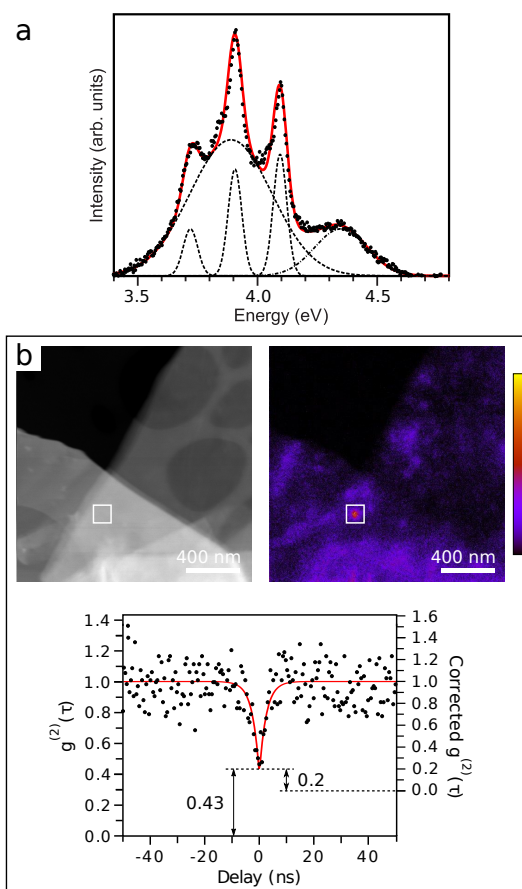 a
Intensity (arb. units)
3.5 4.0 4.5
Energy (eV)
b
400 nm
400 nm
1.4
1.2
1.0
0.8
0.6
0.4
0.2
0.0
g(2)(τ)
1.6
1.4
1.2
1.0
0.8
0.6
0.4
0.2
0.0
Corrected g(2)(τ)
0.43
0.2
-40 -20 0 20 40
Delay (ns)